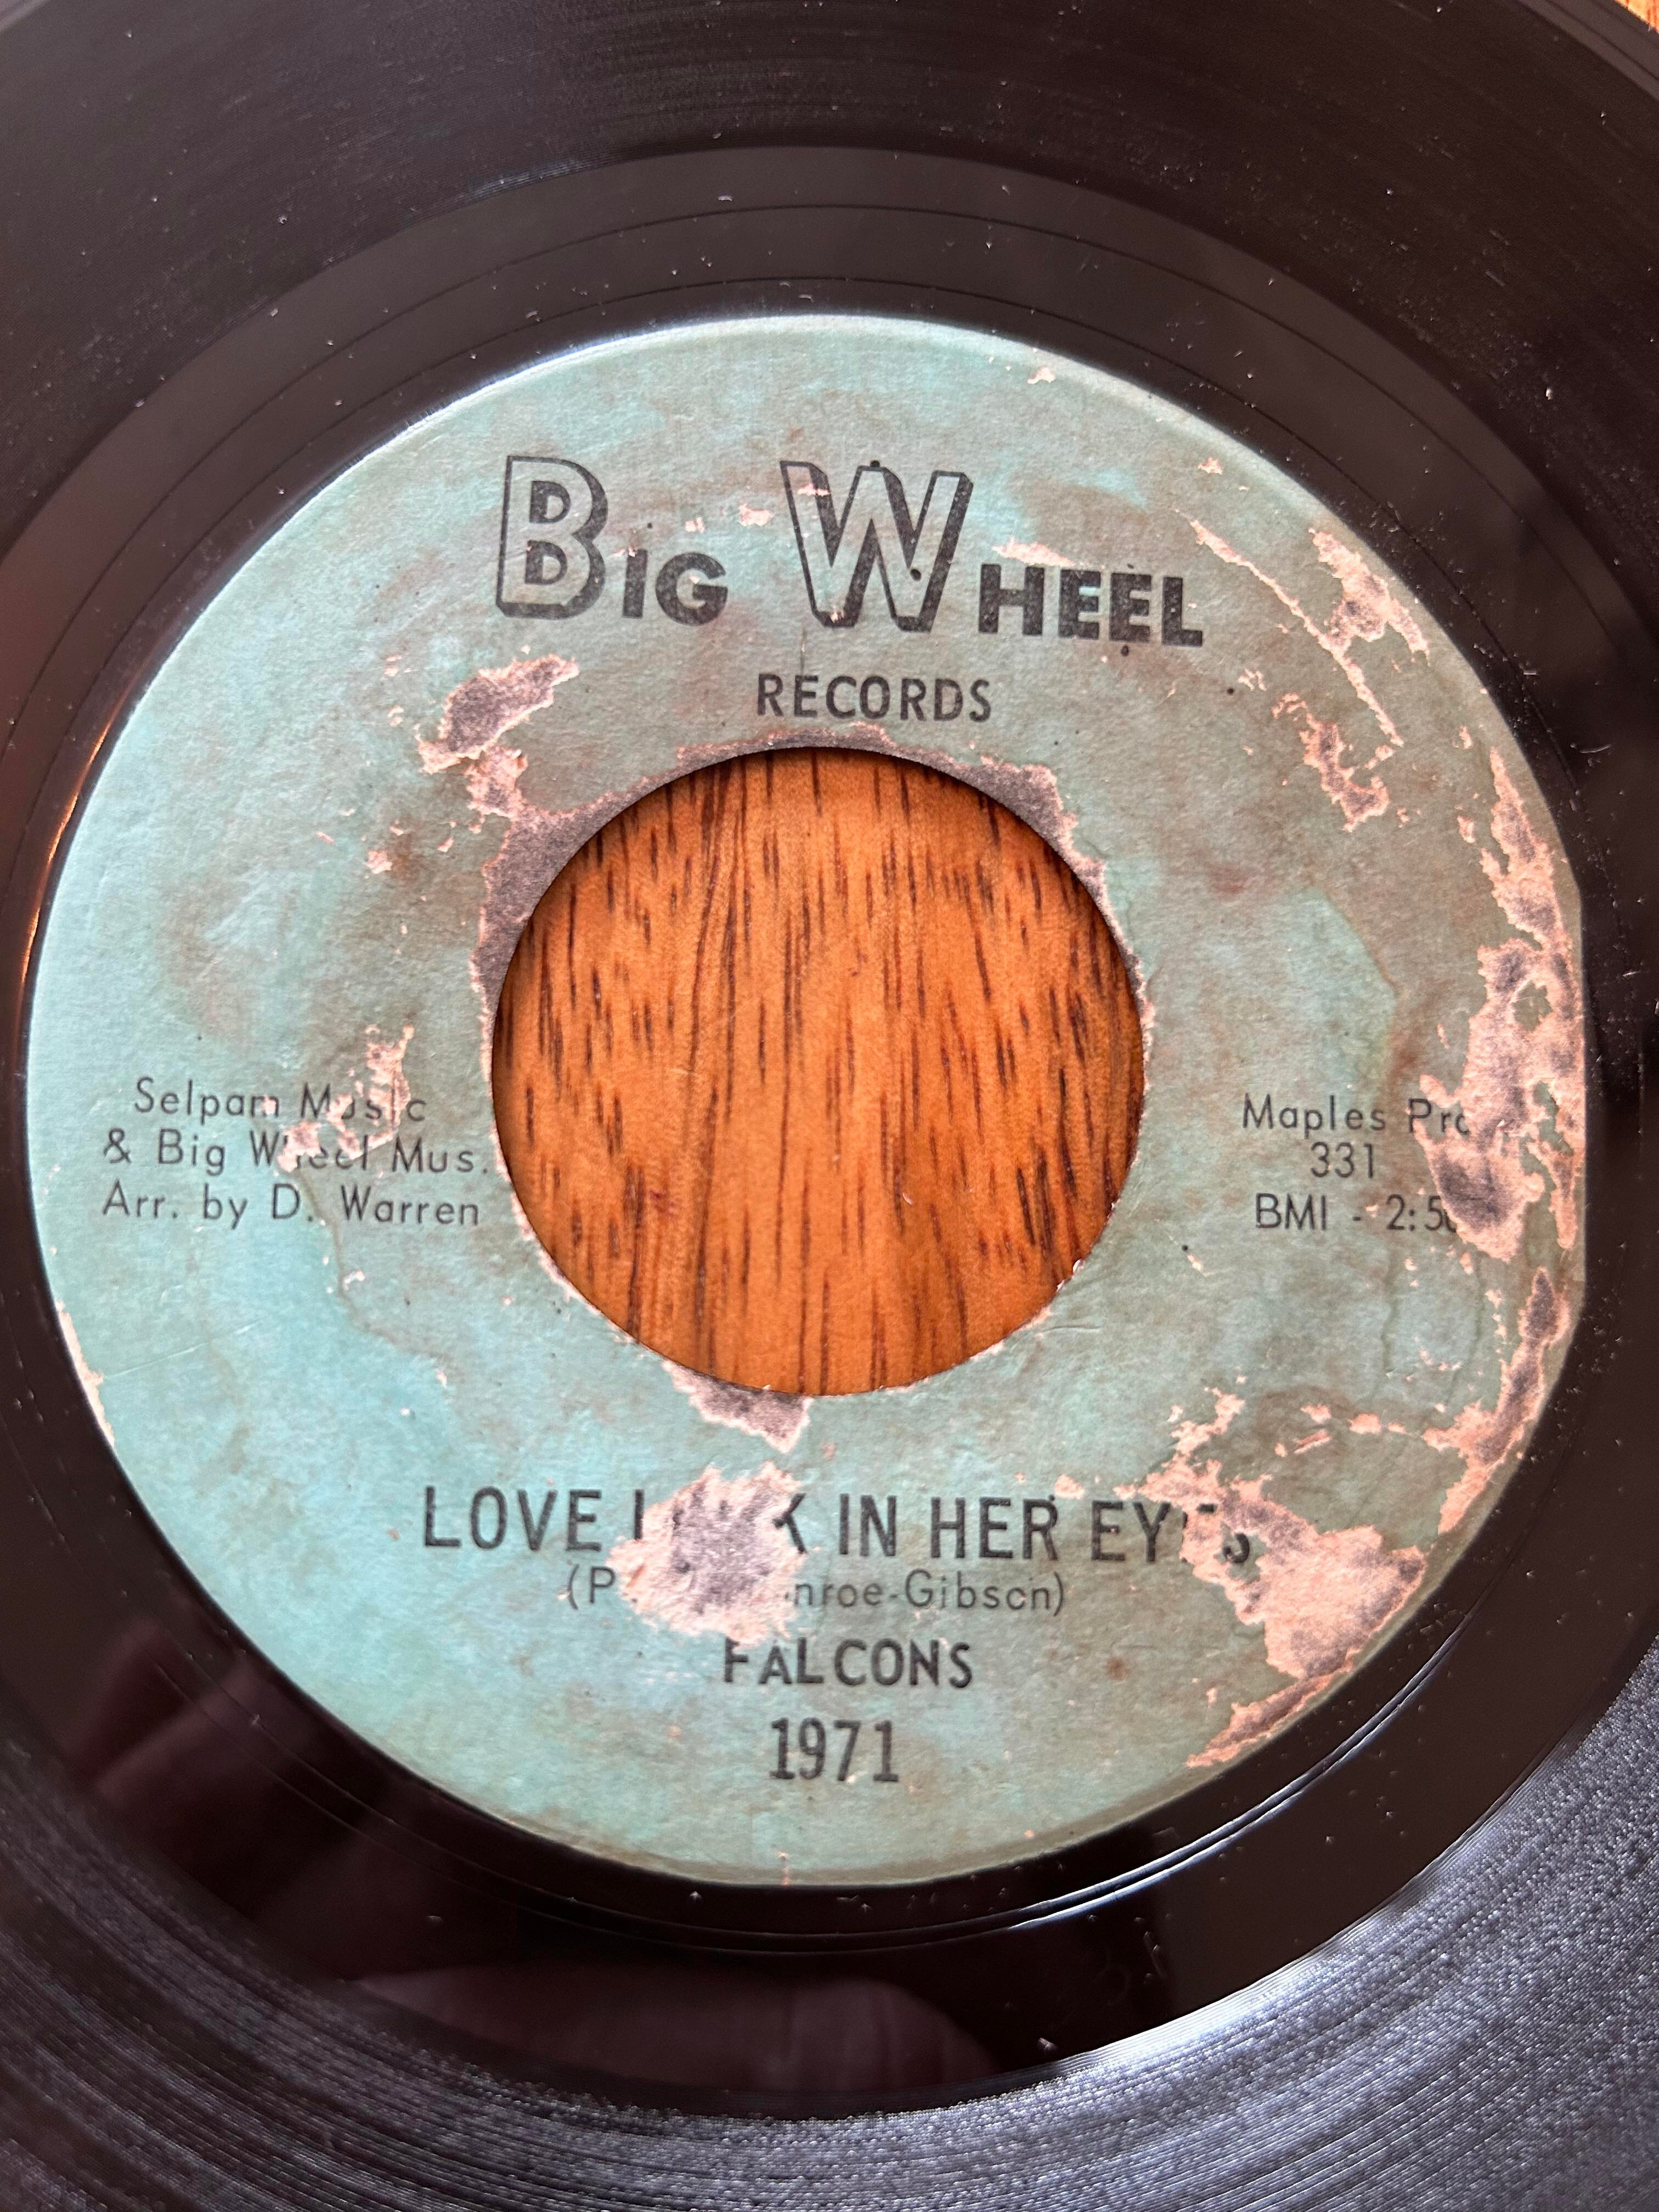 BIG WHEEL
RECORDS
Selpam Music
& Big Wheel Mus.
Arr. by D. Warren
Maples
331
BMI -
LOVE IN HER EYES
FALCONS
1971